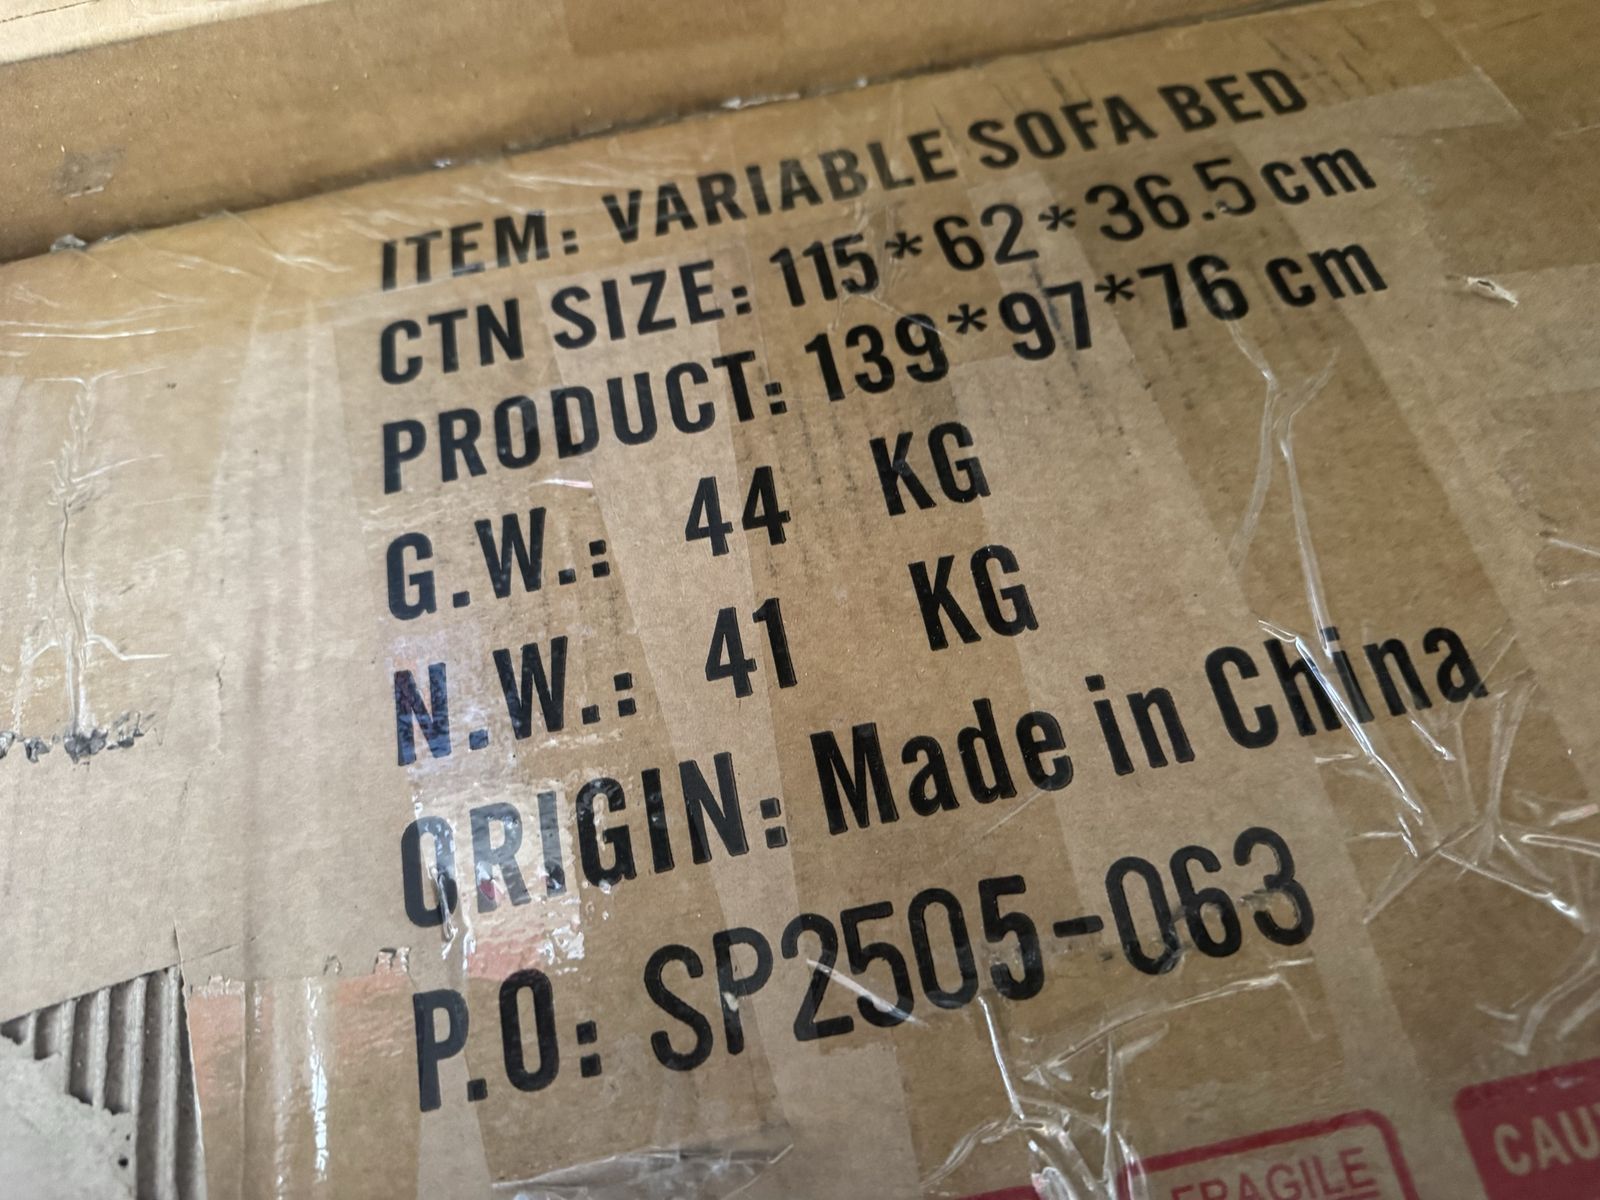 ITEM: VARIABLE SOFA BED
CTN SIZE: 115*62*36.5cm
PRODUCT: 139*97*76 cm
G.W.: 44 KG
N.W.: 41 KG
ORIGIN: Made in China
P.O: SP2505-063
FRAGILE